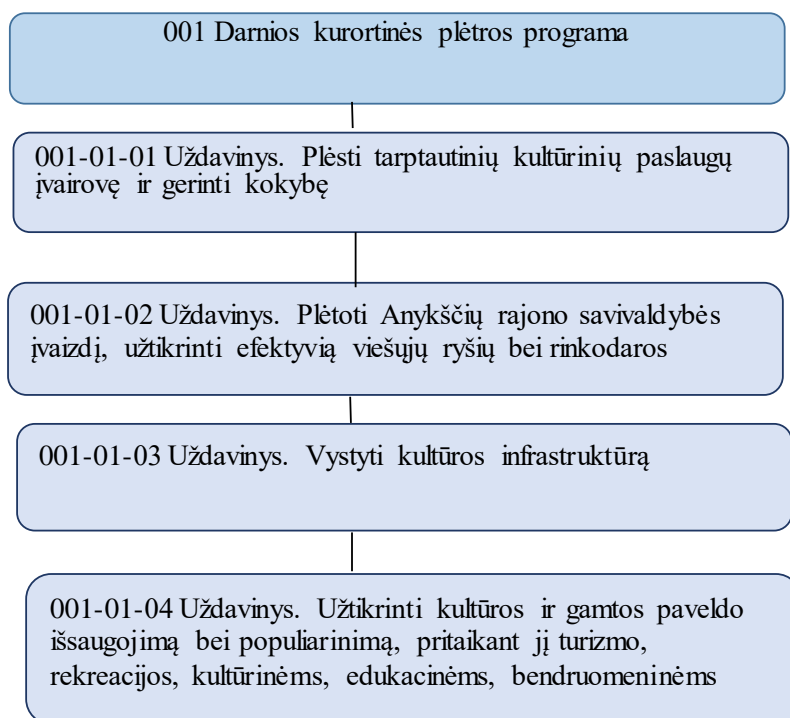 001 Darnios kurortinės plėtros programa
001-01-01 Uždavinys. Plėsti tarptautinių kultūrinių paslaugų
įvairovę ir gerinti kokybę
001-01-02 Uždavinys. Plėtoti Anykščių rajono savivaldybės
įvaizdį, užtikrinti efektyvią viešųjų ryšių bei rinkodaros
001-01-03 Uždavinys. Vystyti kultūros infrastruktūrą
001-01-04 Uždavinys. Užtikrinti kultūros ir gamtos paveldo
išsaugojimą bei populiarinimą, pritaikant jį turizmo,
rekreacijos, kultūrinėms, edukacinėms, bendruomeninėms